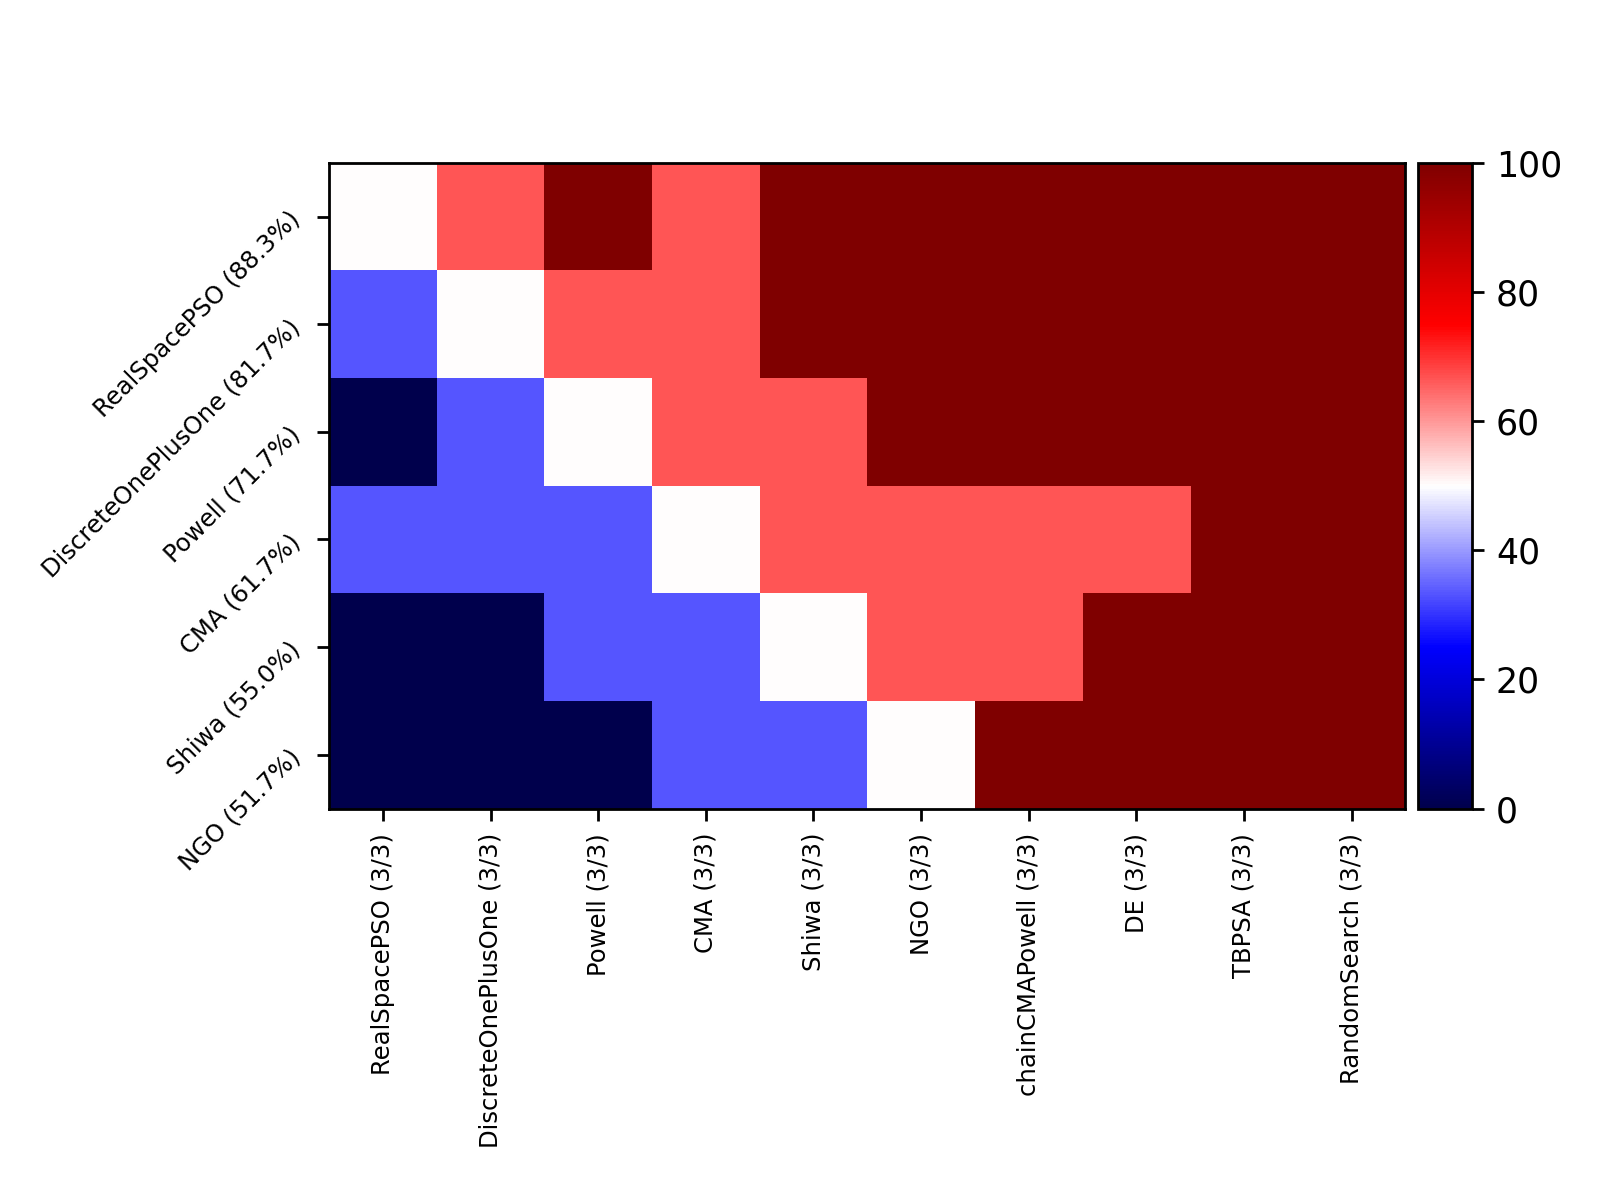 RealSpacePSO (88.3%)
DiscreteOnePlusOne (81.7%)
Powell (71.7%)
CMA (61.7%)
Shiwa (55.0%)
NGO (51.7%)
RealSpacePSO (3/3)
DiscreteOnePlusOne (3/3)
Powell (3/3)
CMA (3/3)
Shiwa (3/3)
NGO (3/3)
chainCMAPowell (3/3)
DE (3/3)
TBPSA (3/3)
RandomSearch (3/3)
100
80
60
40
20
0